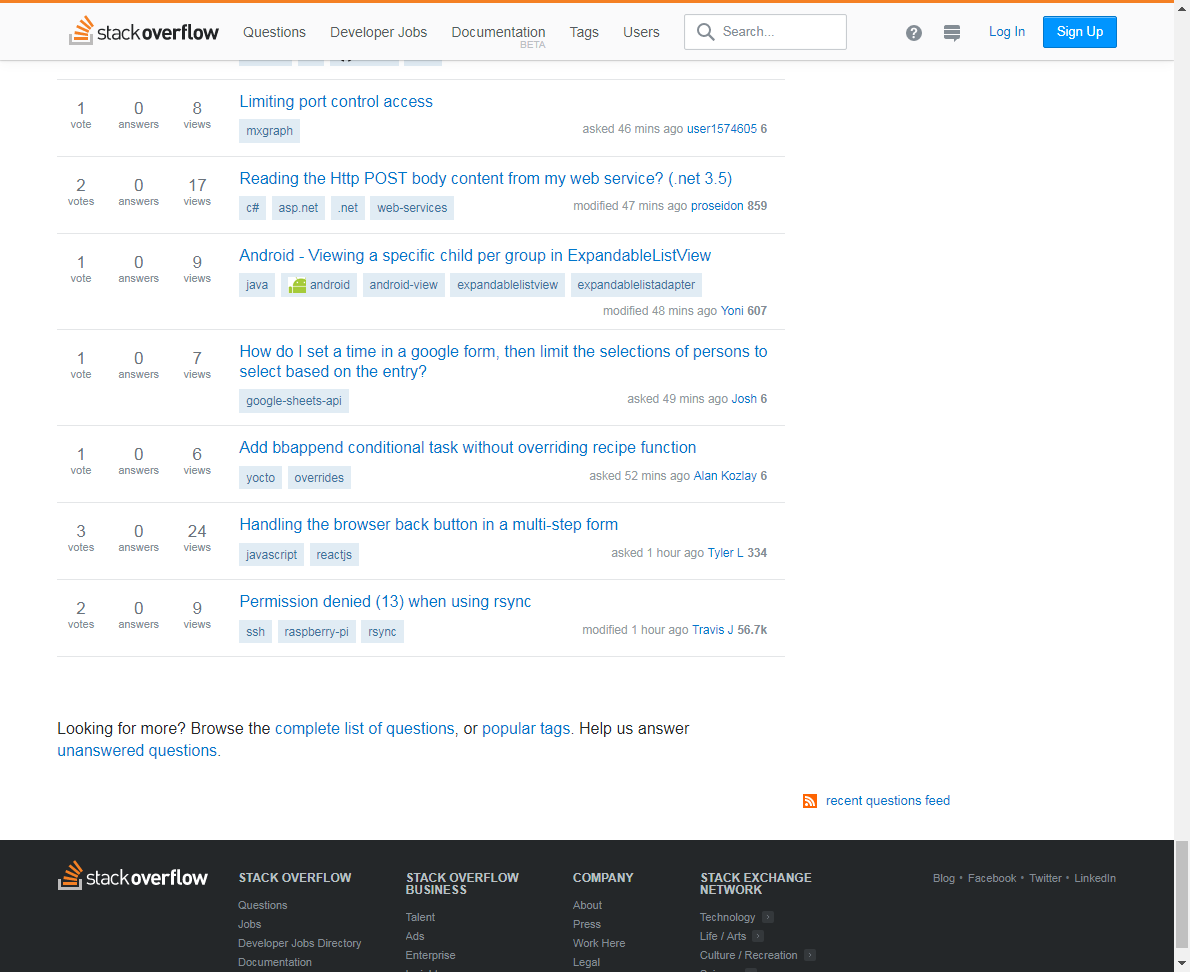 stackoverflow Questions Developer Jobs Documentation Tags Users Search... ? Log In Sign Up
BETA
1 0 8 Limiting port control access
vote answers views
mxgraph asked 46 mins ago user1574605 6
2 0 17 Reading the Http POST body content from my web service? (.net 3.5)
votes answers views
c# asp.net .net web-services modified 47 mins ago proseidon 859
1 0 9 Android - Viewing a specific child per group in ExpandableListView
vote answers views
java android android-view expandablelistview expandablelistadapter
modified 48 mins ago Yoni 607
1 0 7 How do I set a time in a google form, then limit the selections of persons to
vote answers views select based on the entry?
google-sheets-api asked 49 mins ago Josh 6
1 0 6 Add bbappend conditional task without overriding recipe function
vote answers views
yocto overrides asked 52 mins ago Alan Kozlay 6
3 0 24 Handling the browser back button in a multi-step form
votes answers views
javascript reactjs asked 1 hour ago Tyler L 334
2 0 9 Permission denied (13) when using rsync
votes answers views
ssh raspberry-pi rsync modified 1 hour ago Travis J 56.7k
Looking for more? Browse the complete list of questions, or popular tags. Help us answer
unanswered questions.
recent questions feed
stackoverflow
STACK OVERFLOW
Questions
Jobs
Developer Jobs Directory
Documentation
STACK OVERFLOW
BUSINESS
Talent
Ads
Enterprise
COMPANY
About
Press
Work Here
Legal
STACK EXCHANGE
NETWORK
Technology
Life / Arts
Culture / Recreation
Blog • Facebook • Twitter • LinkedIn